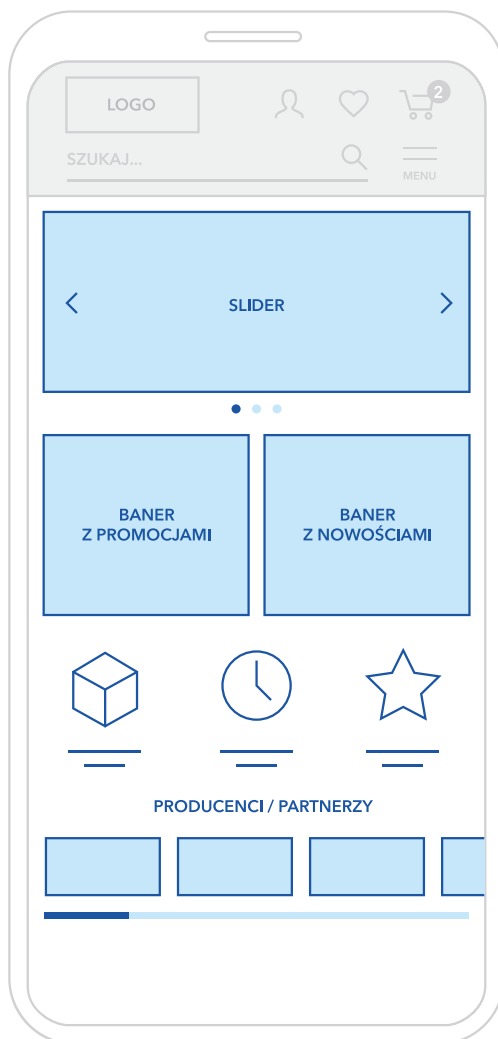 LOGO
2
SZUKAJ...
MENU
SLIDER
BANER
Z PROMOCJAMI
BANER
Z NOWOŚCIAMI
PRODUCENCI / PARTNERZY